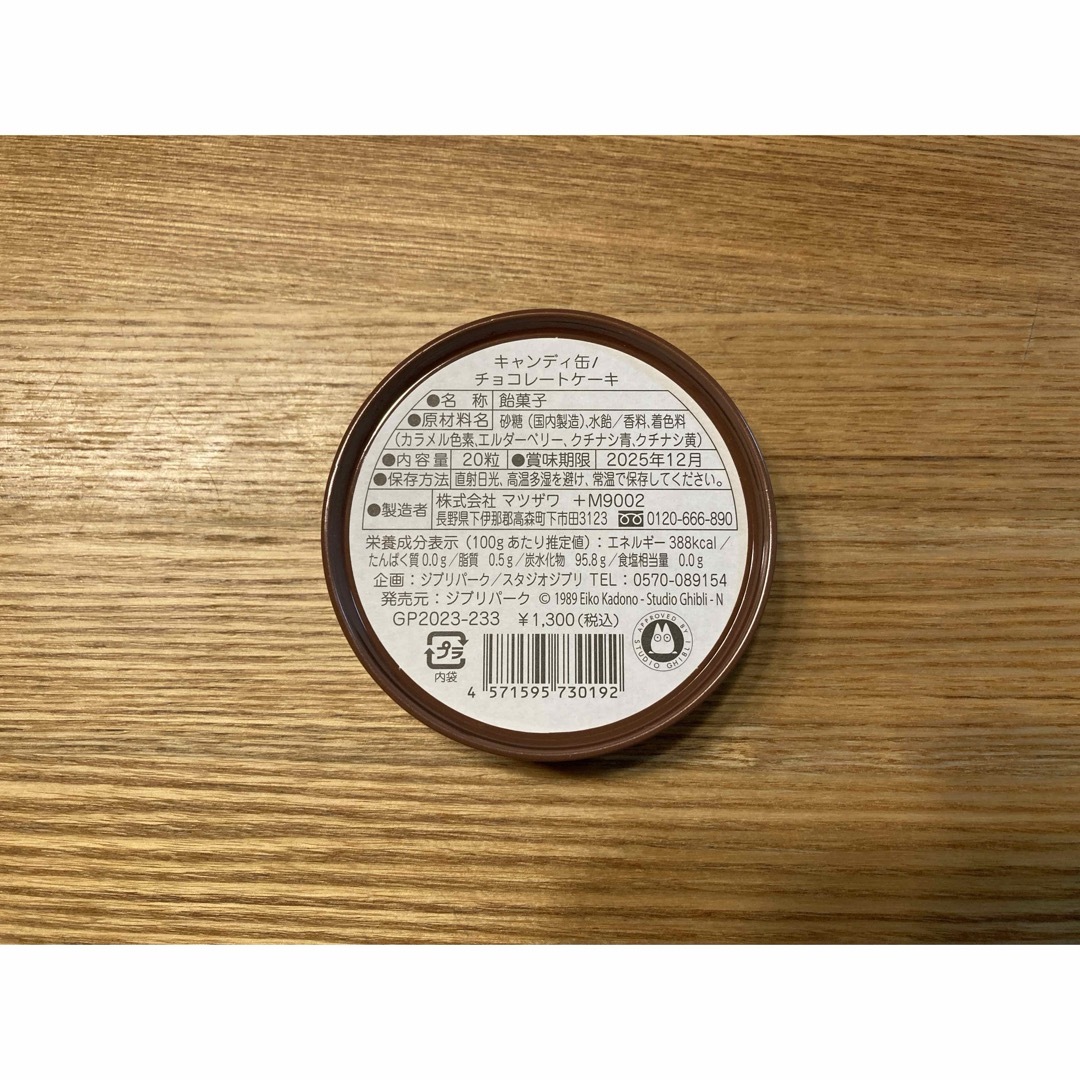 キャンディ缶/
チョコレートケーキ
●名 称 飴菓子
●原材料名 砂糖(国内製造)、水飴/香料、着色料
(カラメル色素、エルダーベリー、クチナシ青、クチナシ黄)
●内容量 20粒 ●賞味期限 2025年12月
●保存方法 直射日光、高温多湿を避け、常温で保存してください。
●製造者 株式会社 マツザワ +M9002
長野県下伊那郡高森町下市田3123 0120-666-890
栄養成分表示(100gあたり推定値):エネルギー388kcal/
たんぱく質0.0g/脂質 0.5g/炭水化物 95.8g/食塩相当量 0.0g
企画:ジブリパーク/スタジオジブリ TEL:0570-089154
発売元:ジブリパーク © 1989 Eiko Kadono - Studio Ghibli - N
GP2023-233 ¥1,300(税込)
APPROVED BY
STUDIO GHIBLI
プラ
内袋
4 571595 730192